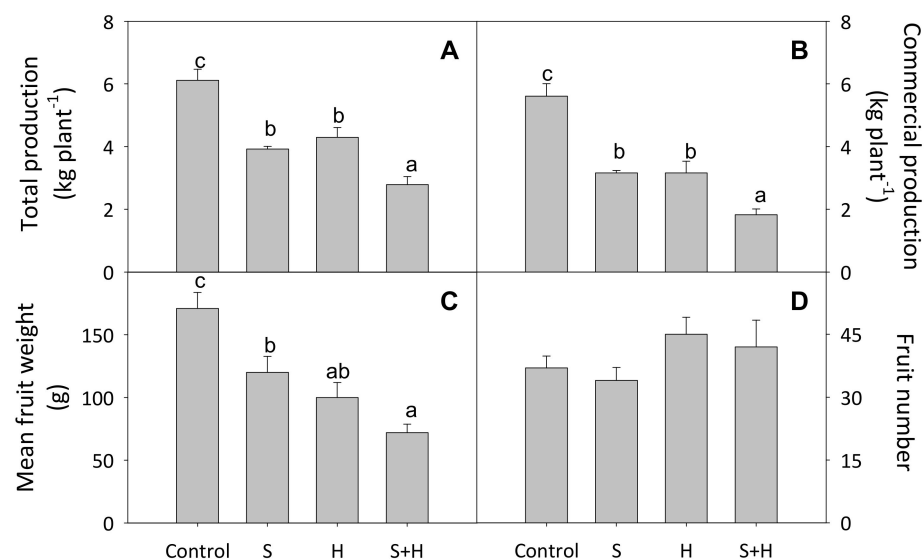 Total production
(kg plant⁻¹)
8
6
4
2
0
A
c
b
b
a
B
c
b
b
a
8
6
4
2
0
Commercial production
(kg plant⁻¹)
Mean fruit weight
(g)
150
100
50
0
C
c
b
ab
a
D
45
30
15
0
Fruit number
Control S H S+H
Control S H S+H